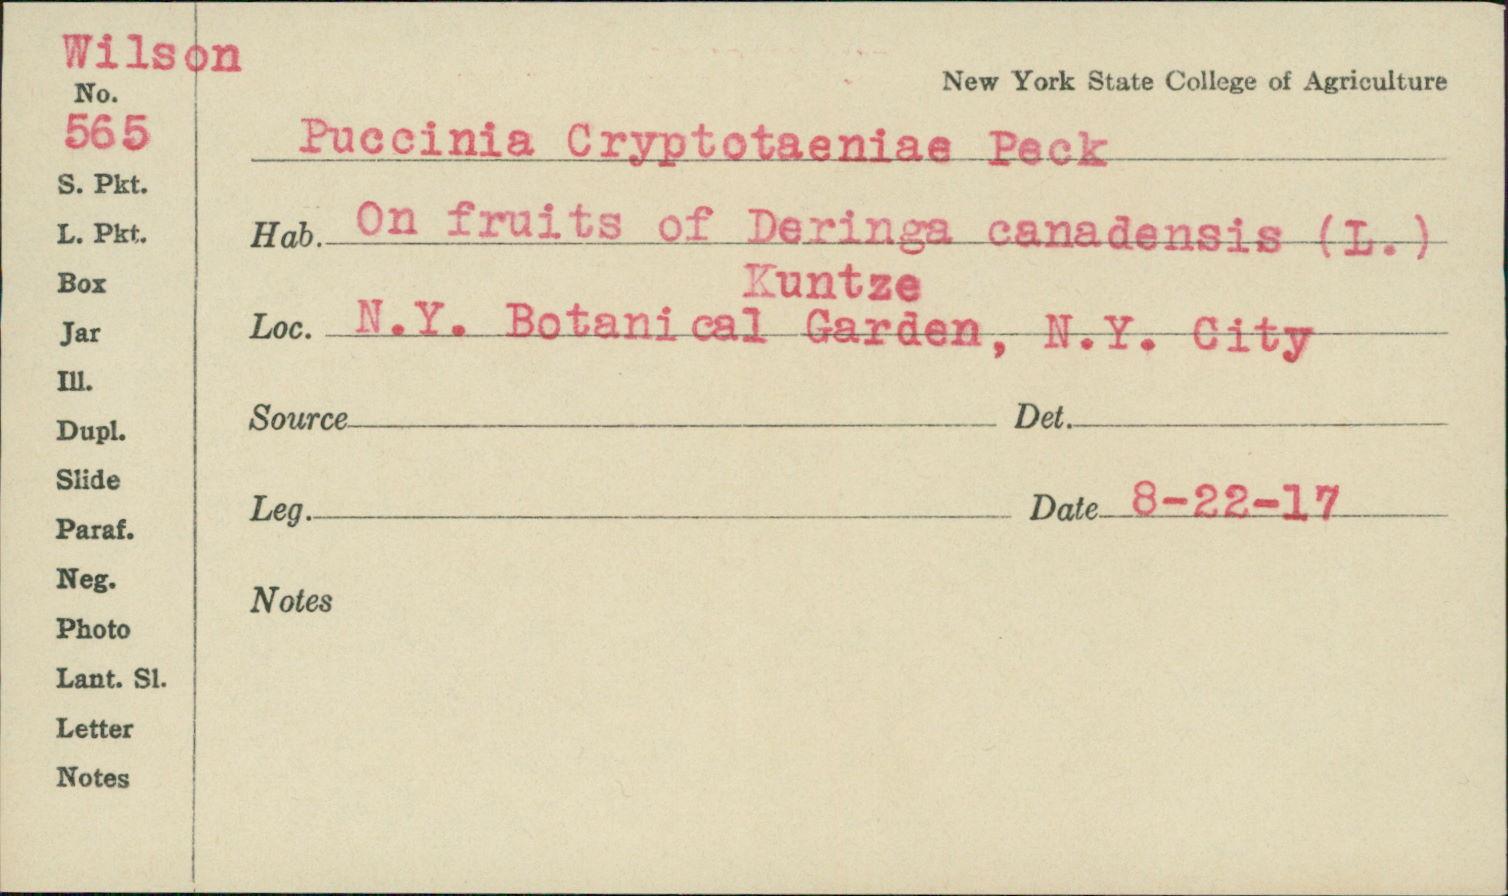 Wilson
No.
565
S. Pkt.
L. Pkt.
Box
Jar
Ill.
Dupl.
Slide
Paraf.
Neg.
Photo
Lant. Sl.
Letter
Notes
New York State College of Agriculture
Puccinia Cryptotaeniae Peck
Hab. On fruits of Deringa canadensis (L.)
Kuntze
Loc. N.Y. Botanical Garden, N.Y. City
Source Det.
Leg. Date 8-22-17
Notes